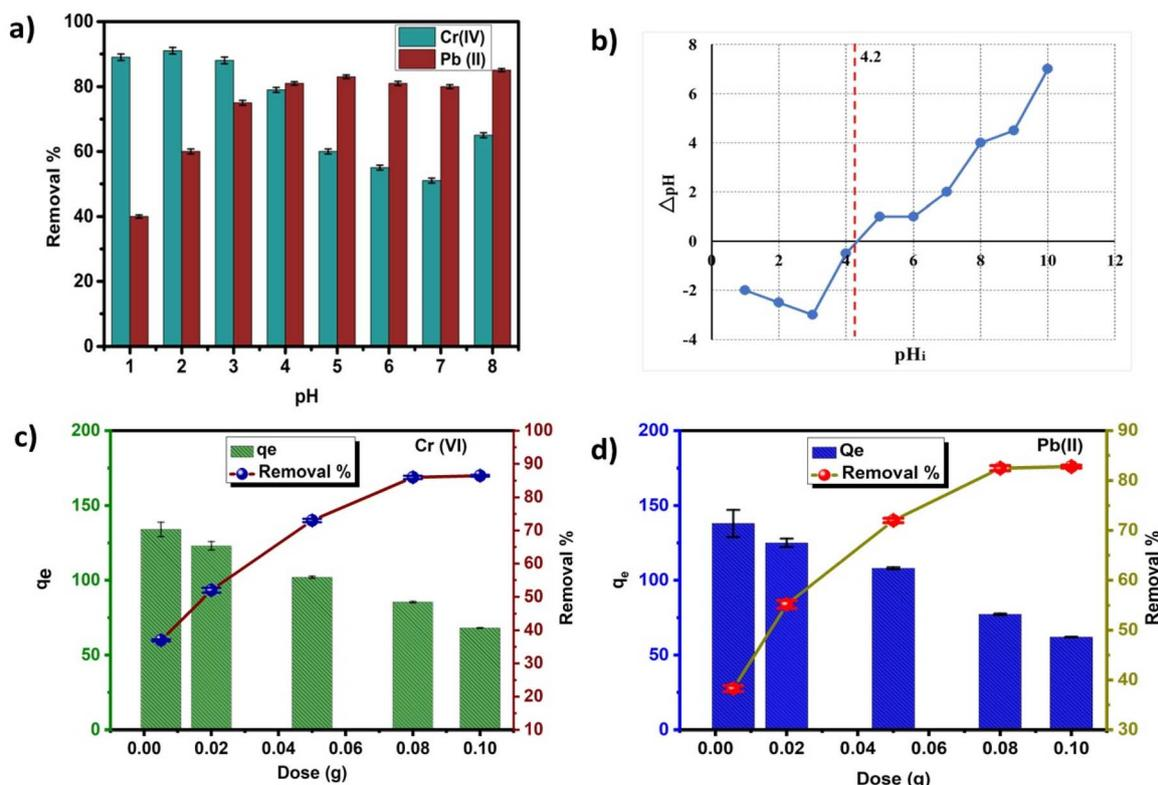 a)
100
80
60
40
20
0
Removal %
Cr(IV)
Pb (II)
1 2 3 4 5 6 7 8
pH
b)
8
6
4
2
0
-2
-4
△pH
4.2
0 2 4 6 8 10 12
pHi
c)
200
150
100
50
0
qe
qe
Removal %
Cr (VI)
100
90
80
70
60
50
40
30
20
10
Removal %
0.00 0.02 0.04 0.06 0.08 0.10
Dose (g)
d)
200
150
100
50
0
qe
Qe
Removal %
Pb(II)
90
80
70
60
50
40
30
Removal %
0.00 0.02 0.04 0.06 0.08 0.10
Dose (g)